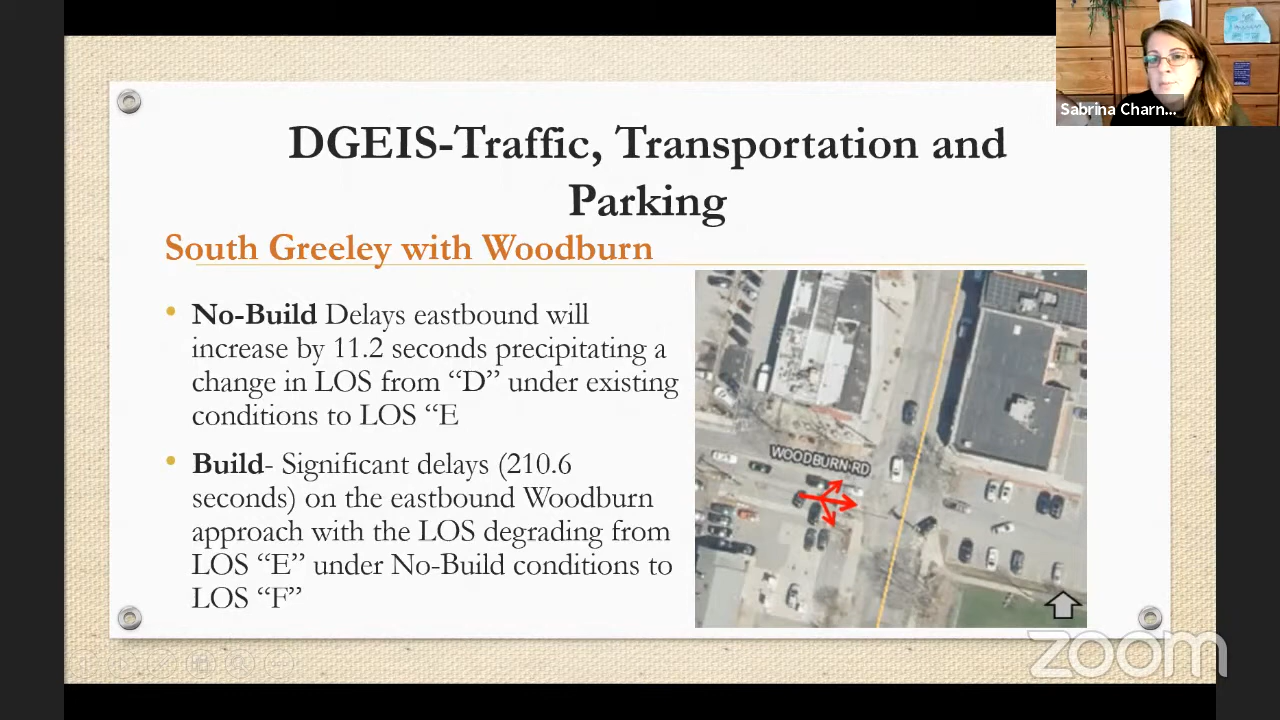 Sabrina Charn...
DGEIS-Traffic, Transportation and
Parking
South Greeley with Woodburn
• No-Build Delays eastbound will
increase by 11.2 seconds precipitating a
change in LOS from “D” under existing
conditions to LOS “E
• Build- Significant delays (210.6
seconds) on the eastbound Woodburn
approach with the LOS degrading from
LOS “E” under No-Build conditions to
LOS “F”
WOODBURN RD
zoom